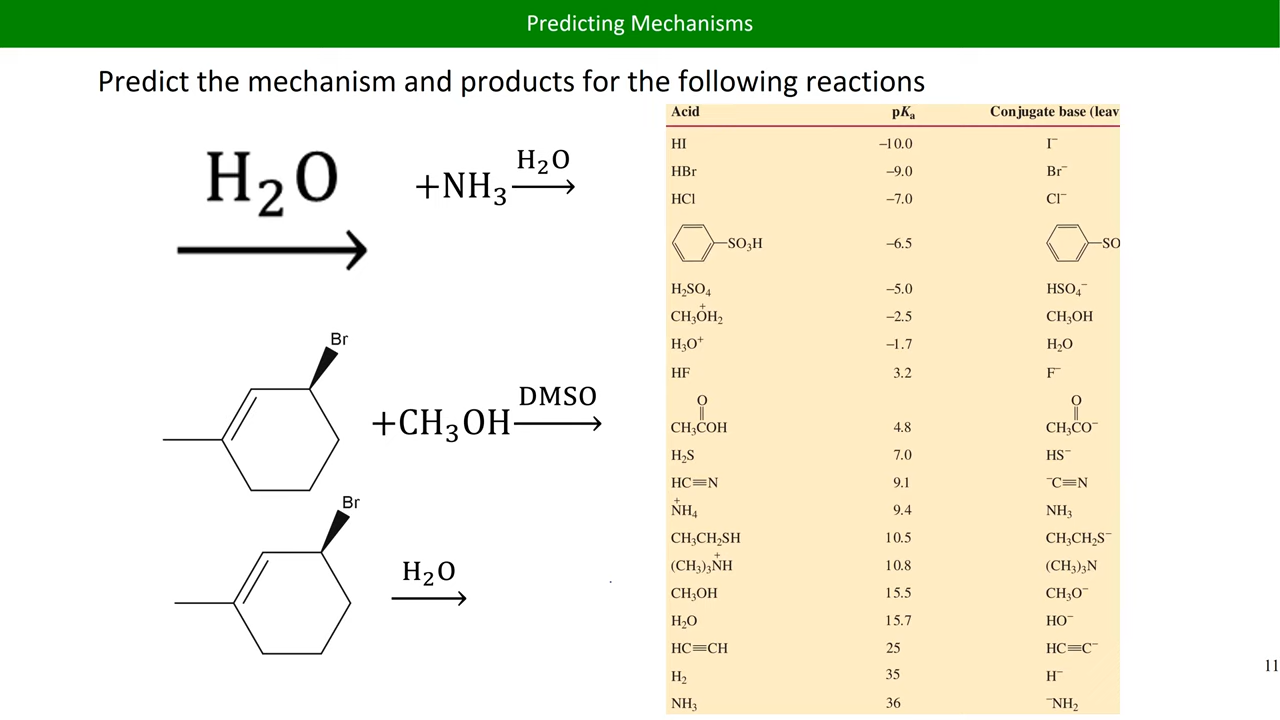 Predicting Mechanisms
Predict the mechanism and products for the following reactions
H₂O
+NH₃ H₂O
Br
+CH₃OH DMSO
Br
H₂O
Acid pKₐ Conjugate base (leav
HI −10.0 I⁻
HBr −9.0 Br⁻
HCl −7.0 Cl⁻
SO₃H −6.5 SO
H₂SO₄ −5.0 HSO₄⁻
CH₃O⁺H₂ −2.5 CH₃OH
H₃O⁺ −1.7 H₂O
HF 3.2 F⁻
O O
CH₃COH 4.8 CH₃CO⁻
H₂S 7.0 HS⁻
HC≡N 9.1 ⁻C≡N
N⁺H₄ 9.4 NH₃
CH₃CH₂SH 10.5 CH₃CH₂S⁻
(CH₃)₃N⁺H 10.8 (CH₃)₃N
CH₃OH 15.5 CH₃O⁻
H₂O 15.7 HO⁻
HC≡CH 25 HC≡C⁻
H₂ 35 H⁻
NH₃ 36 ⁻NH₂
11